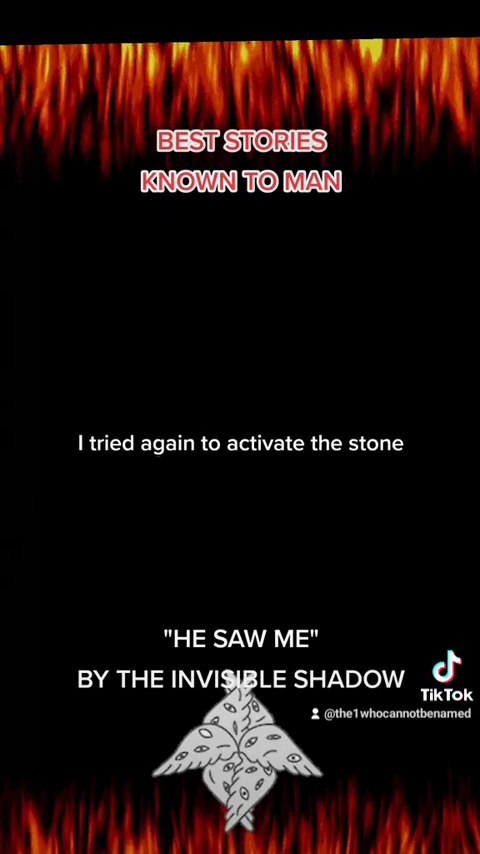 BEST STORIES
KNOWN TO MAN
I tried again to activate the stone
"HE SAW ME"
BY THE INVISIBLE SHADOW
TikTok
@the1whocannotbenamed